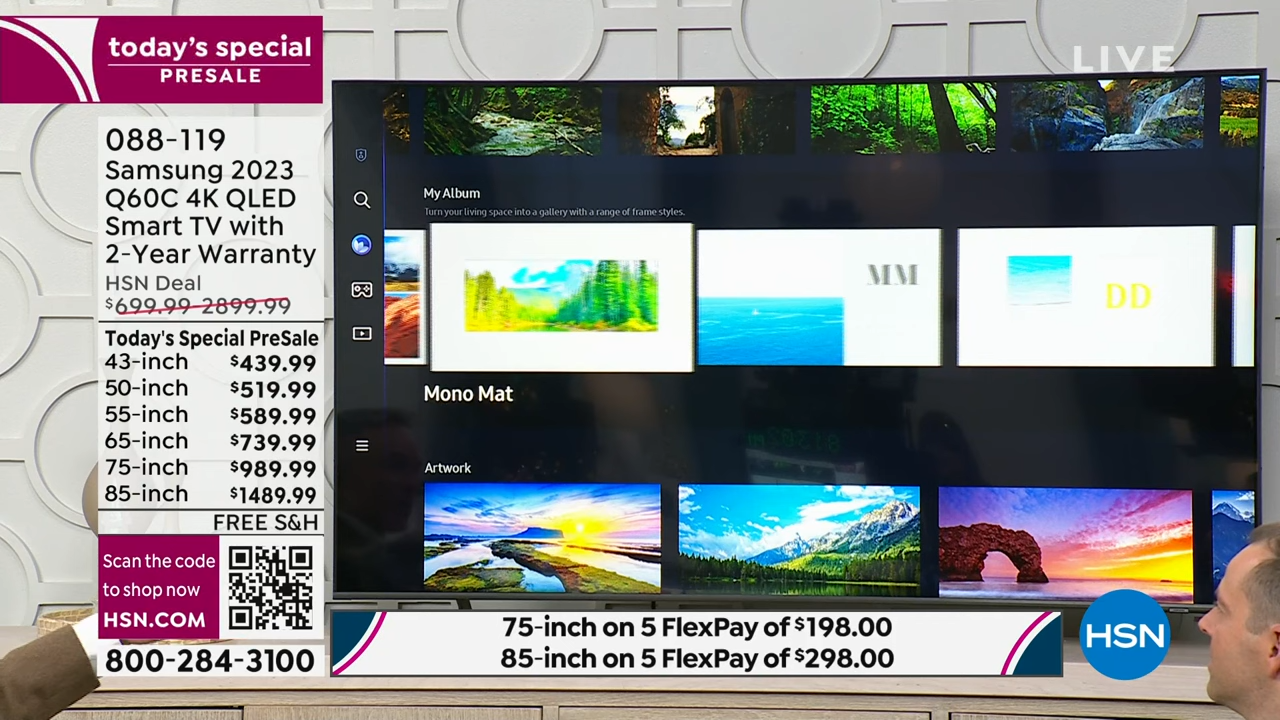 today's special
PRESALE
LIVE
088-119
Samsung 2023
Q60C 4K QLED
Smart TV with
2-Year Warranty
HSN Deal
$699.99-2899.99
Today's Special PreSale
43-inch $439.99
50-inch $519.99
55-inch $589.99
65-inch $739.99
75-inch $989.99
85-inch $1489.99
FREE S&H
Scan the code
to shop now
HSN.COM
800-284-3100
My Album
Turn your living space into a gallery with a range of frame styles.
MM
DD
Mono Mat
Artwork
75-inch on 5 FlexPay of $198.00
85-inch on 5 FlexPay of $298.00
HSN